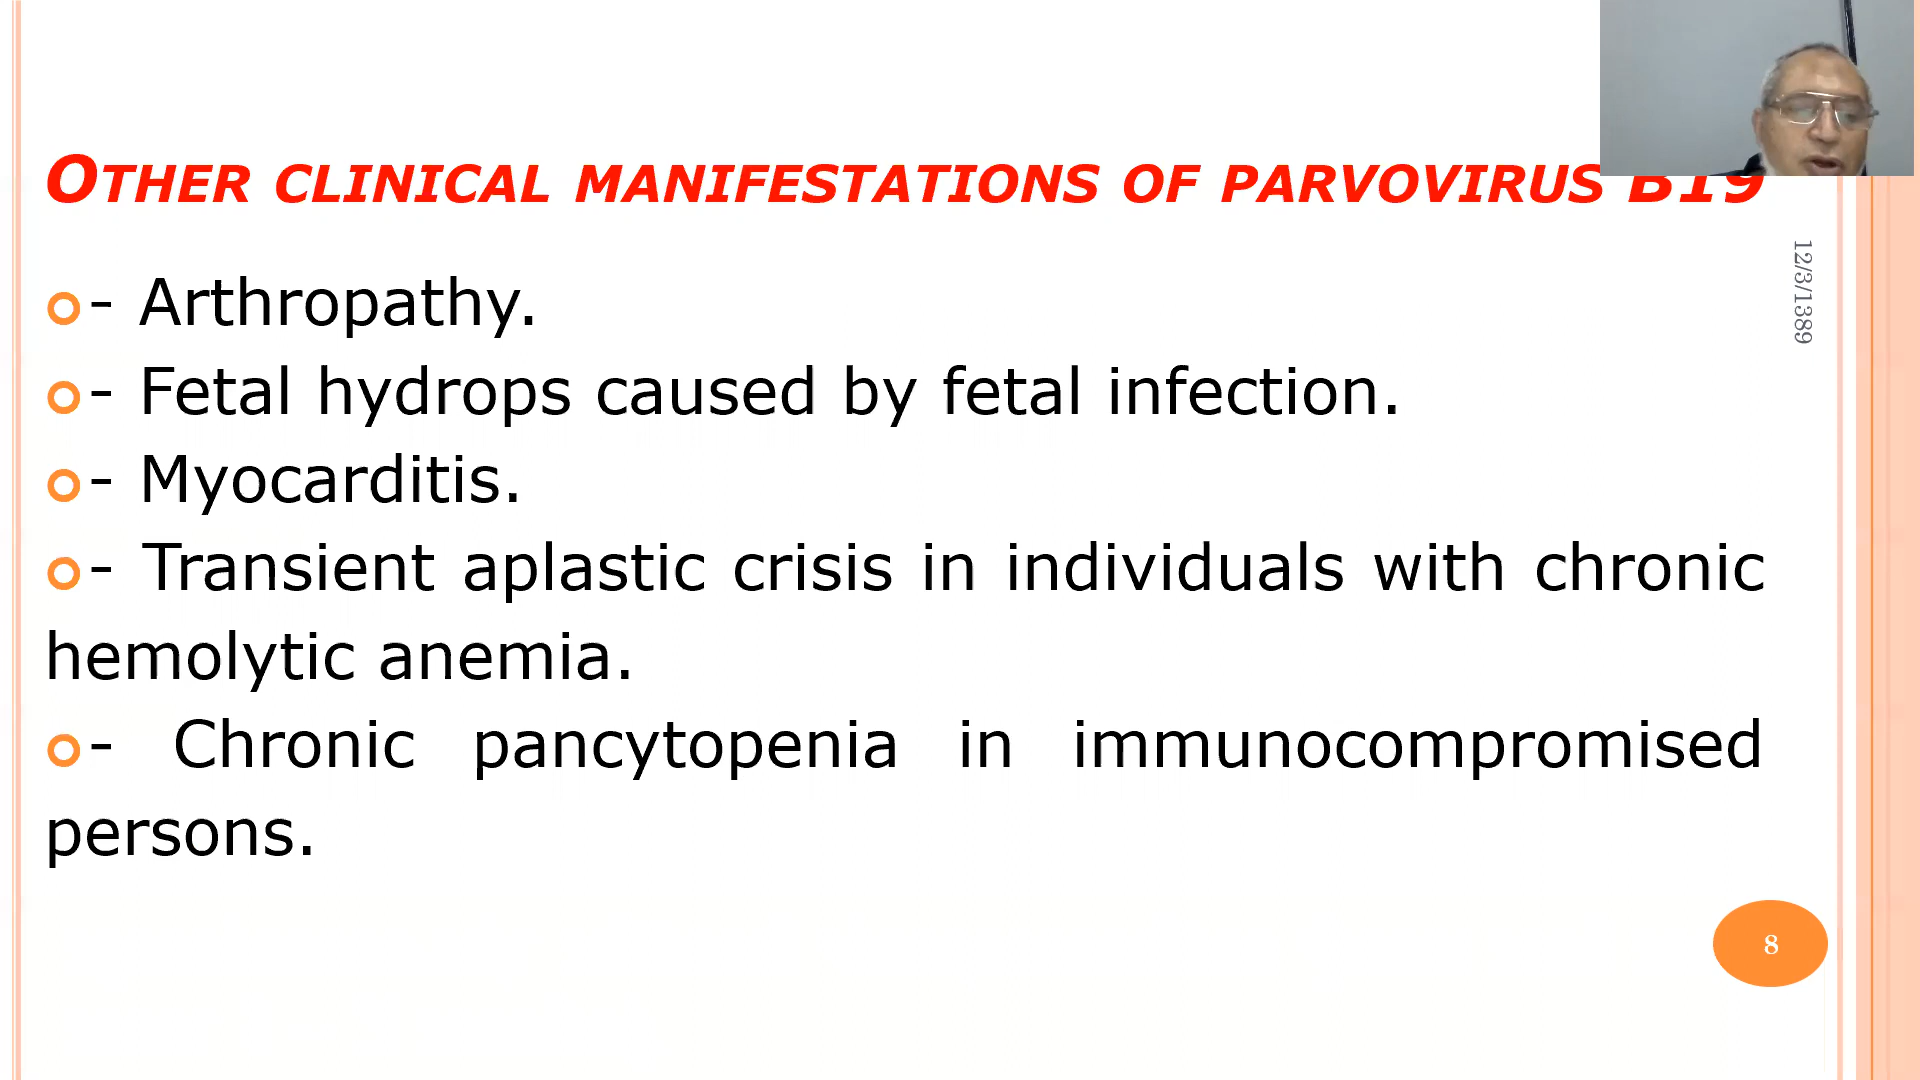 OTHER CLINICAL MANIFESTATIONS OF PARVOVIRUS B19
- Arthropathy.
- Fetal hydrops caused by fetal infection.
- Myocarditis.
- Transient aplastic crisis in individuals with chronic
hemolytic anemia.
- Chronic pancytopenia in immunocompromised
persons.
12/3/1389
8